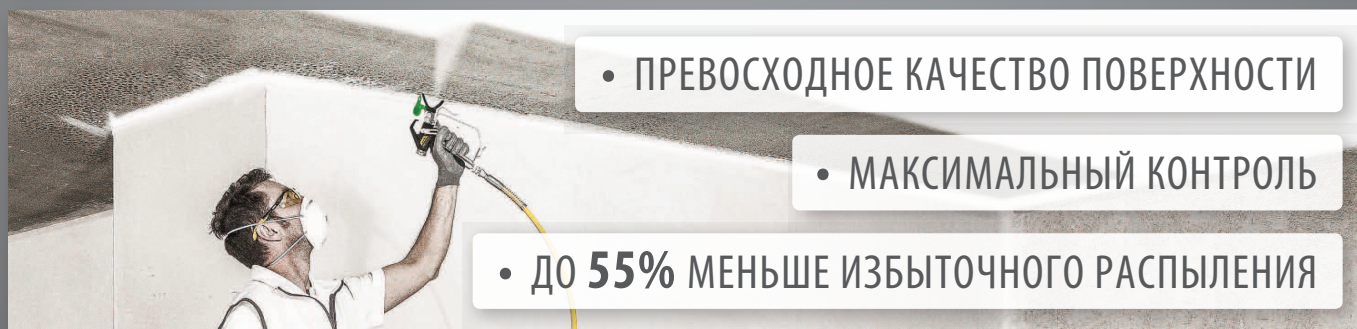 • ПРЕВОСХОДНОЕ КАЧЕСТВО ПОВЕРХНОСТИ
• МАКСИМАЛЬНЫЙ КОНТРОЛЬ
• ДО 55% МЕНЬШЕ ИЗБЫТОЧНОГО РАСПЫЛЕНИЯ